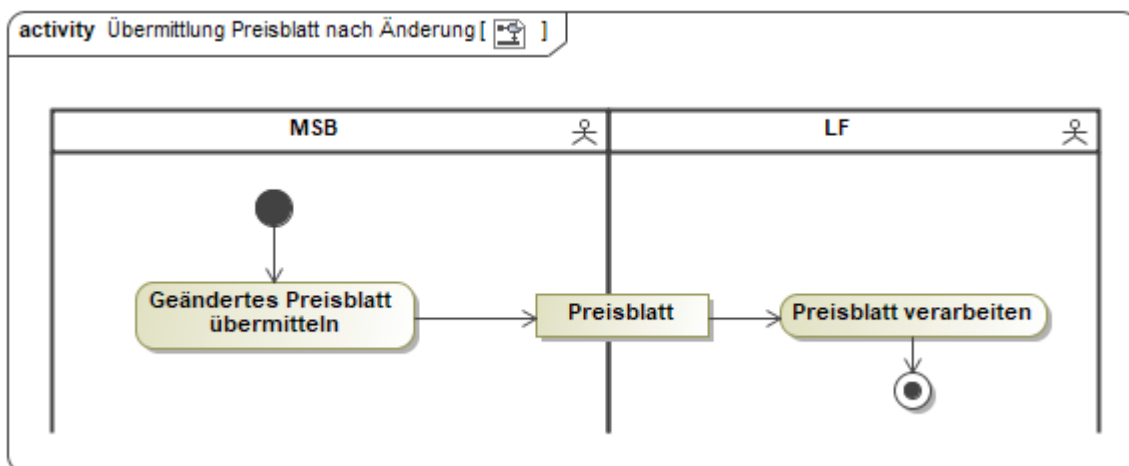 activity Übermittlung Preisblatt nach Änderung [ ]
MSB
LF
Geändertes Preisblatt
übermitteln
Preisblatt
Preisblatt verarbeiten